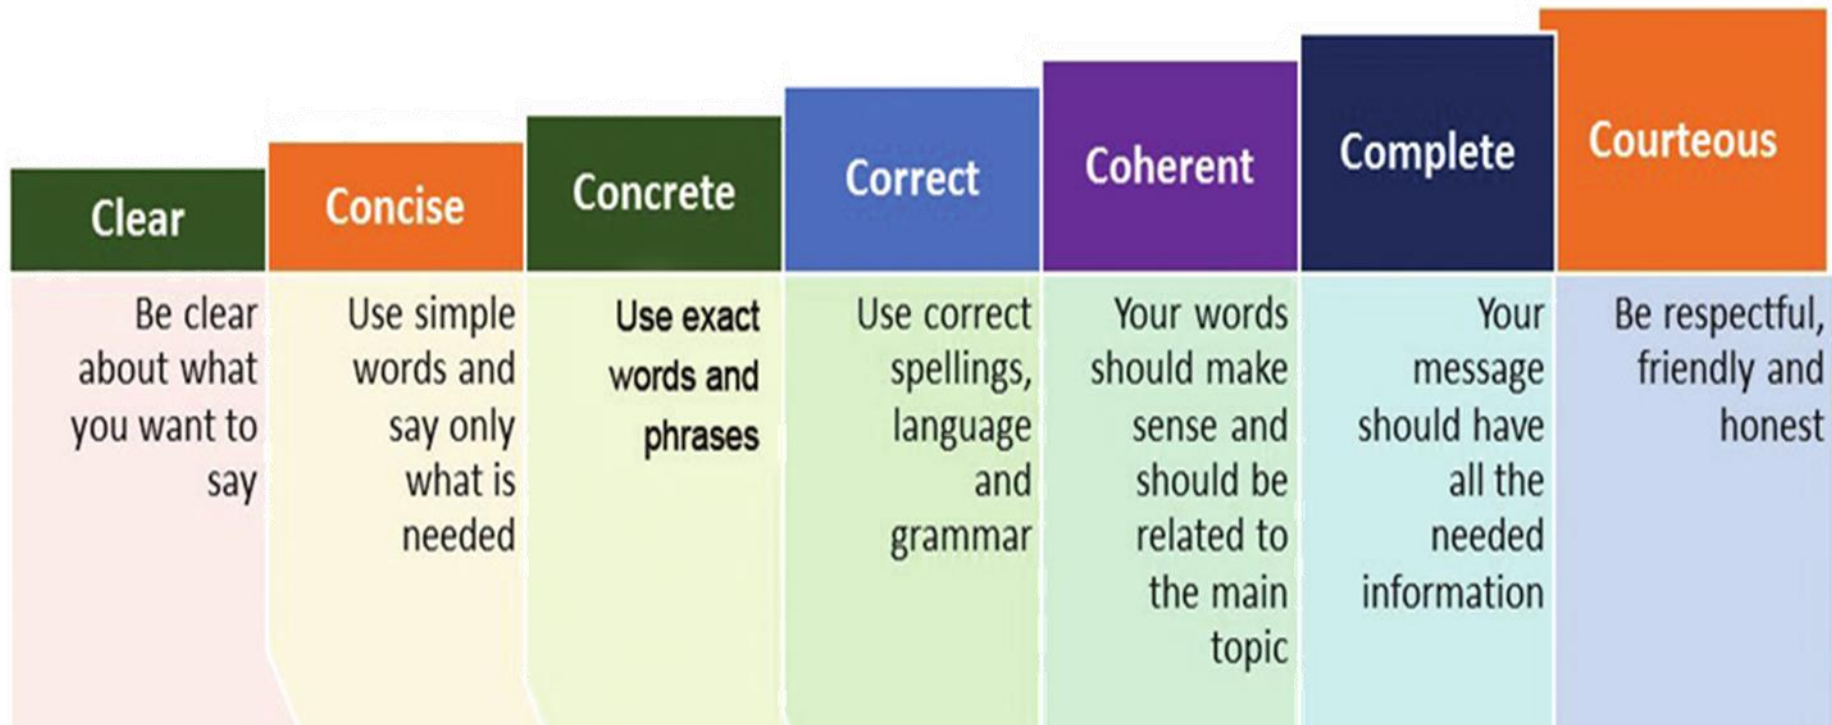 Clear
Be clear
about what
you want to
say
Concise
Use simple
words and
say only
what is
needed
Concrete
Use exact
words and
phrases
Correct
Use correct
spellings,
language
and
grammar
Coherent
Your words
should make
sense and
should be
related to
the main
topic
Complete
Your
message
should have
all the
needed
information
Courteous
Be respectful,
friendly and
honest